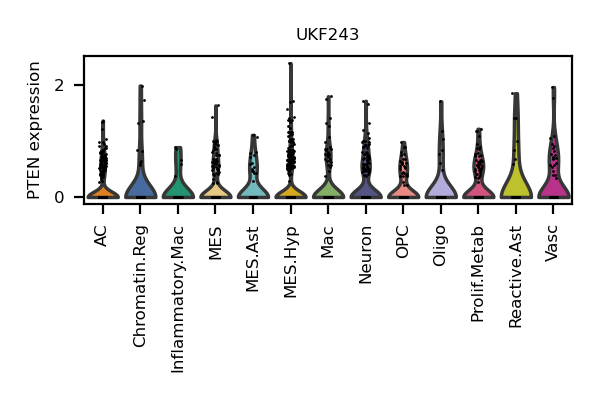 UKF243
PTEN expression
2
0
AC
Chromatin.Reg
Inflammatory.Mac
MES
MES.Ast
MES.Hyp
Mac
Neuron
OPC
Oligo
Prolif.Metab
Reactive.Ast
Vasc